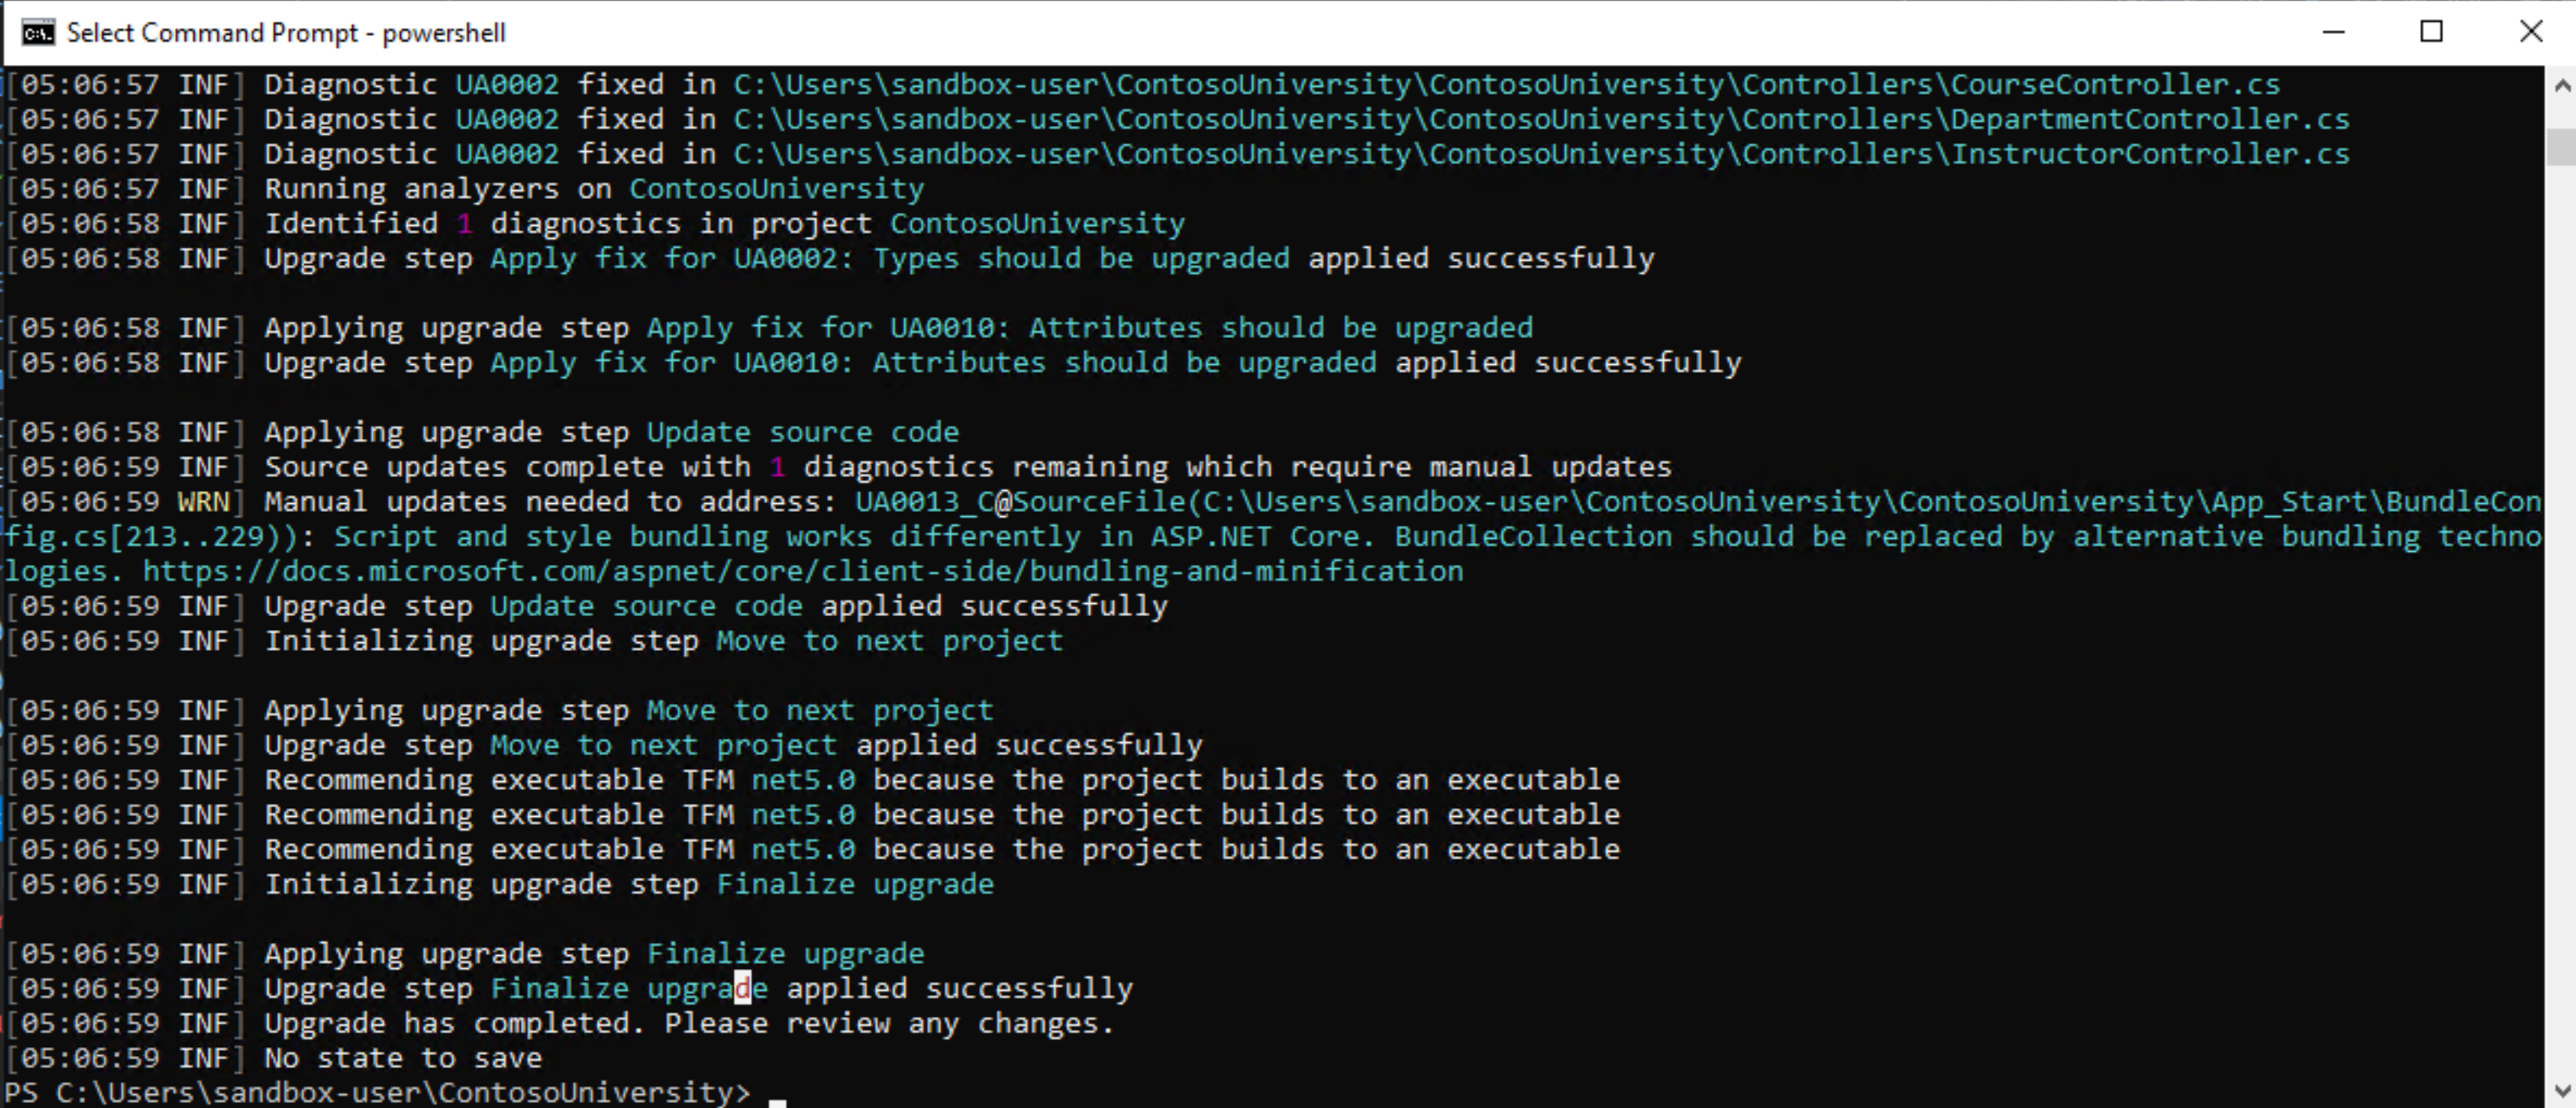 Select Command Prompt - powershell
[05:06:57 INF] Diagnostic UA0002 fixed in C:\Users\sandbox-user\ContosoUniversity\ContosoUniversity\Controllers\CourseController.cs
[05:06:57 INF] Diagnostic UA0002 fixed in C:\Users\sandbox-user\ContosoUniversity\ContosoUniversity\Controllers\DepartmentController.cs
[05:06:57 INF] Diagnostic UA0002 fixed in C:\Users\sandbox-user\ContosoUniversity\ContosoUniversity\Controllers\InstructorController.cs
[05:06:57 INF] Running analyzers on ContosoUniversity
[05:06:58 INF] Identified 1 diagnostics in project ContosoUniversity
[05:06:58 INF] Upgrade step Apply fix for UA0002: Types should be upgraded applied successfully
[05:06:58 INF] Applying upgrade step Apply fix for UA0010: Attributes should be upgraded
[05:06:58 INF] Upgrade step Apply fix for UA0010: Attributes should be upgraded applied successfully
[05:06:58 INF] Applying upgrade step Update source code
[05:06:59 INF] Source updates complete with 1 diagnostics remaining which require manual updates
[05:06:59 WRN] Manual updates needed to address: UA0013_C@SourceFile(C:\Users\sandbox-user\ContosoUniversity\ContosoUniversity\App_Start\BundleCon
fig.cs[213..229)): Script and style bundling works differently in ASP.NET Core. BundleCollection should be replaced by alternative bundling techno
logies. https://docs.microsoft.com/aspnet/core/client-side/bundling-and-minification
[05:06:59 INF] Upgrade step Update source code applied successfully
[05:06:59 INF] Initializing upgrade step Move to next project
[05:06:59 INF] Applying upgrade step Move to next project
[05:06:59 INF] Upgrade step Move to next project applied successfully
[05:06:59 INF] Recommending executable TFM net5.0 because the project builds to an executable
[05:06:59 INF] Recommending executable TFM net5.0 because the project builds to an executable
[05:06:59 INF] Recommending executable TFM net5.0 because the project builds to an executable
[05:06:59 INF] Initializing upgrade step Finalize upgrade
[05:06:59 INF] Applying upgrade step Finalize upgrade
[05:06:59 INF] Upgrade step Finalize upgrade applied successfully
[05:06:59 INF] Upgrade has completed. Please review any changes.
[05:06:59 INF] No state to save
PS C:\Users\sandbox-user\ContosoUniversity>